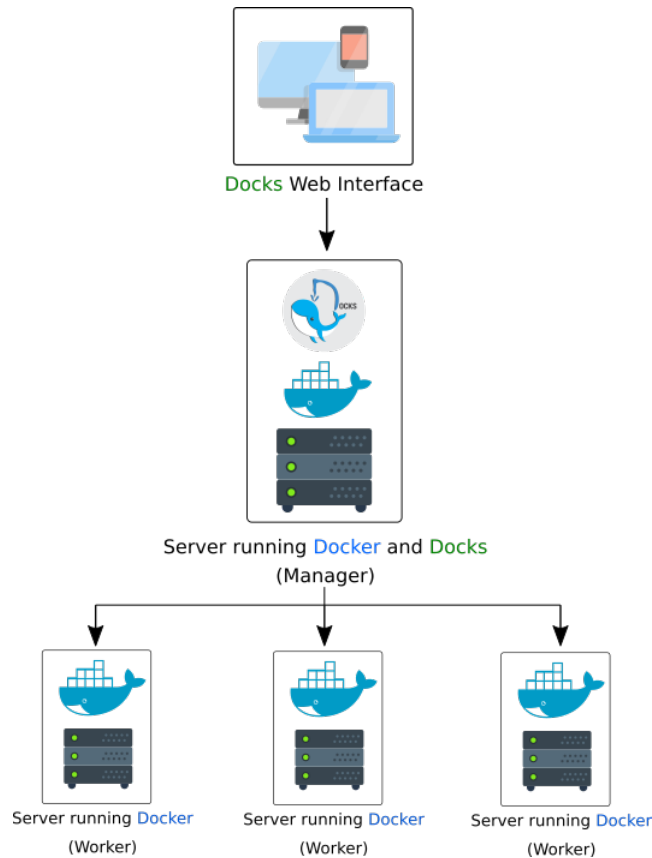 DOCKS
Docks Web Interface
Server running Docker and Docks
(Manager)
Server running Docker
(Worker)
Server running Docker
(Worker)
Server running Docker
(Worker)